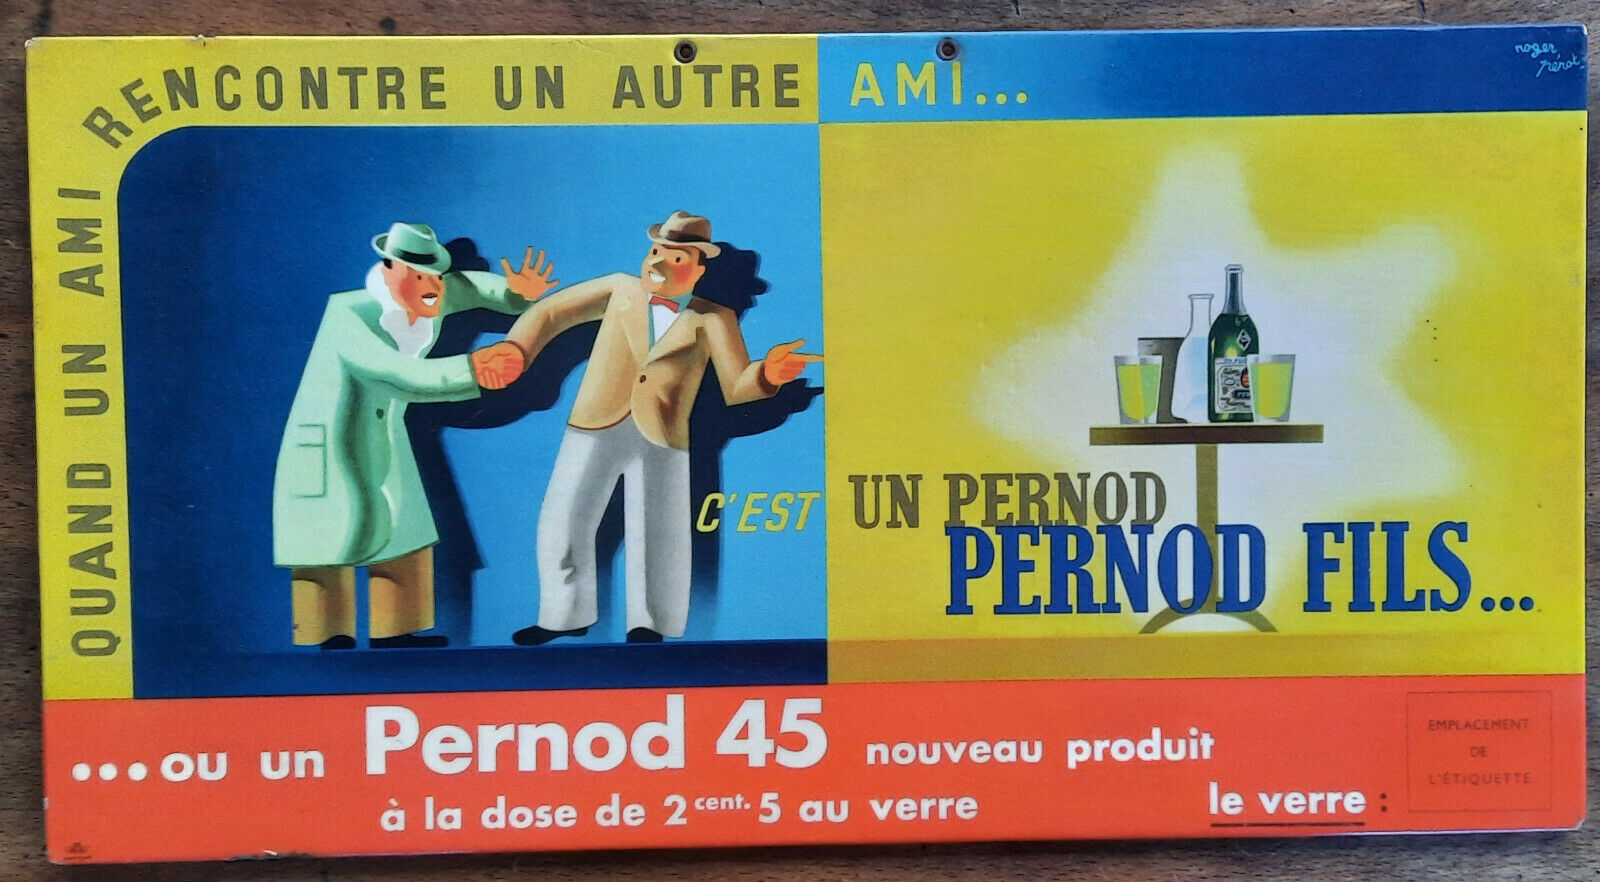 QUAND UN AMI RENCONTRE UN AUTRE AMI...
roger
pérot.
C'EST UN PERNOD
PERNOD FILS...
...ou un Pernod 45 nouveau produit
à la dose de 2 cent. 5 au verre
le verre :
EMPLACEMENT
DE
L'ÉTIQUETTE